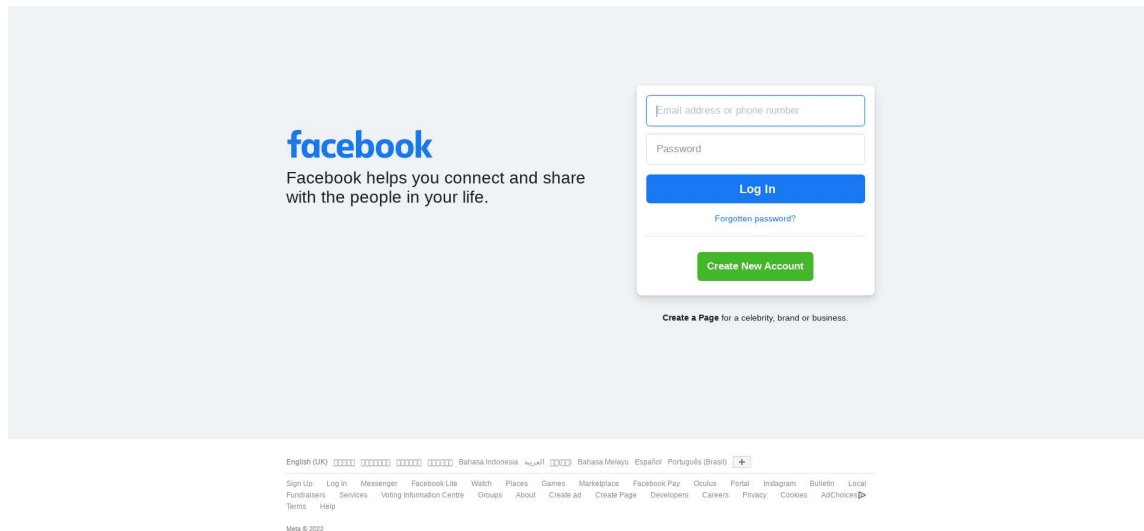 facebook
Facebook helps you connect and share
with the people in your life.
Email address or phone number
Password
Log In
Forgotten password?
Create New Account
Create a Page for a celebrity, brand or business.
English (UK) Bahasa Indonesia العربية Bahasa Melayu Español Português (Brasil)
Sign Up Log In Messenger Facebook Lite Watch Places Games Marketplace Facebook Pay Oculus Portal Instagram Bulletin Local
Fundraisers Services Voting Information Centre Groups About Create ad Create Page Developers Careers Privacy Cookies AdChoices
Terms Help
Meta © 2022